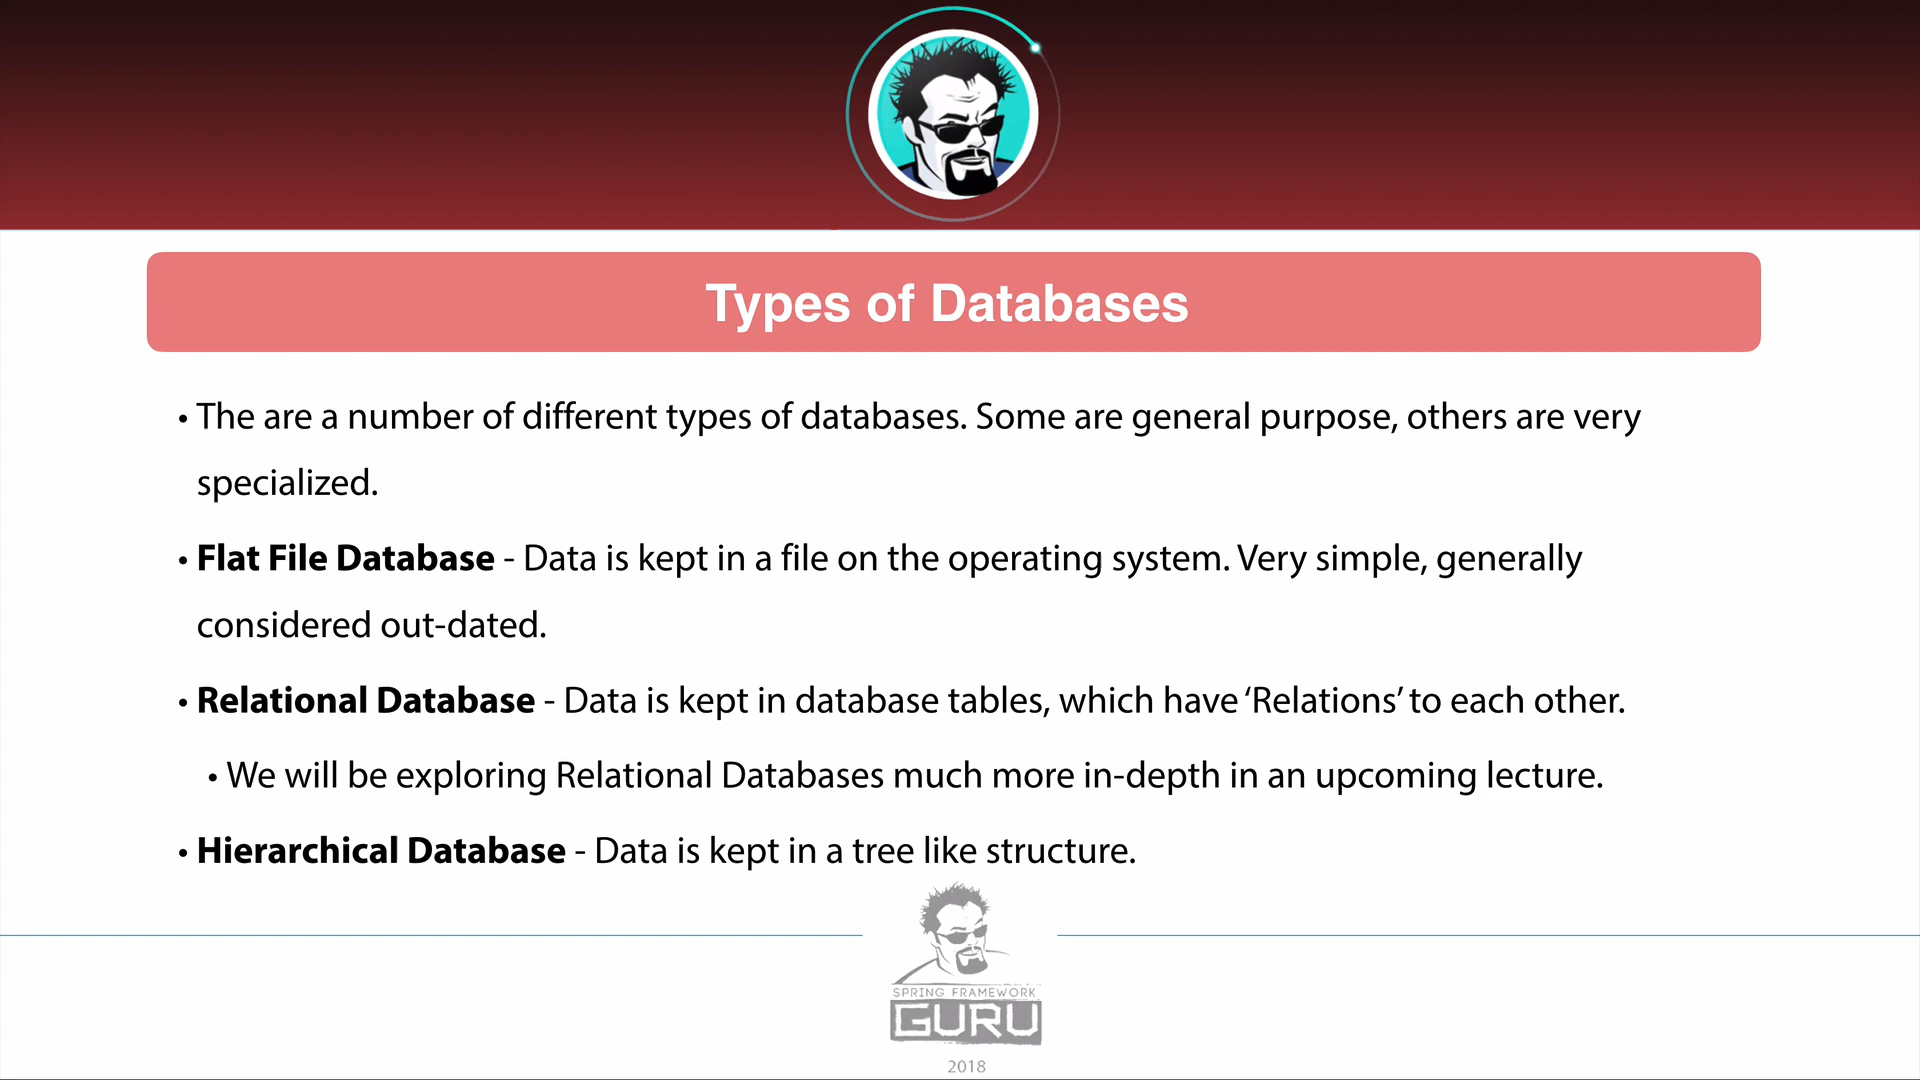 Types of Databases
• The are a number of different types of databases. Some are general purpose, others are very
specialized.
• Flat File Database - Data is kept in a file on the operating system. Very simple, generally
considered out-dated.
• Relational Database - Data is kept in database tables, which have ‘Relations’ to each other.
• We will be exploring Relational Databases much more in-depth in an upcoming lecture.
• Hierarchical Database - Data is kept in a tree like structure.
SPRING FRAMEWORK
GURU
2018